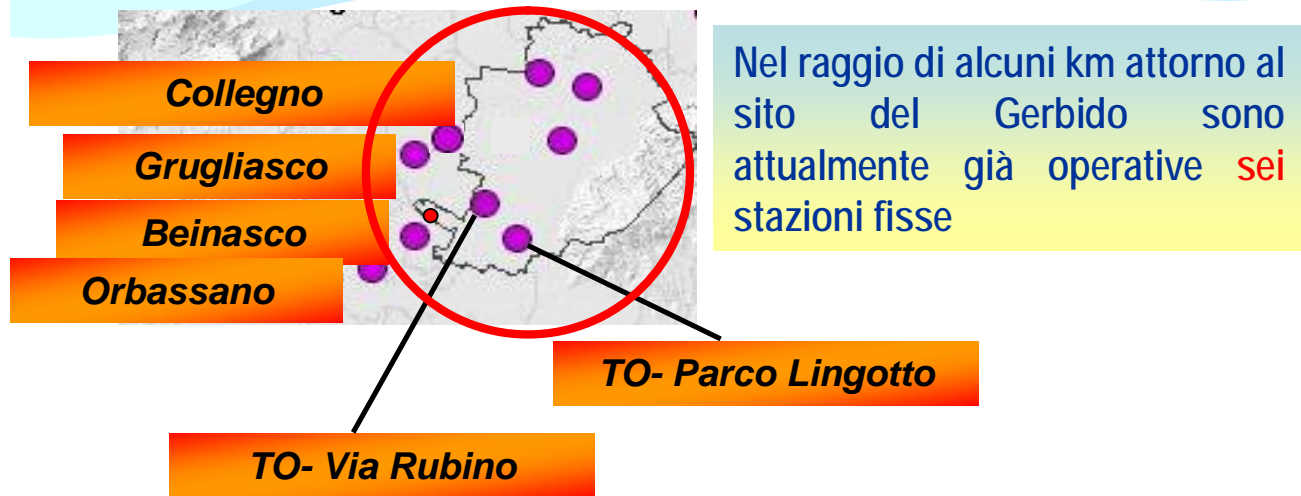 Collegno
Grugliasco
Beinasco
Orbassano
TO- Parco Lingotto
TO- Via Rubino
Nel raggio di alcuni km attorno al
sito del Gerbido sono
attualmente già operative sei
stazioni fisse